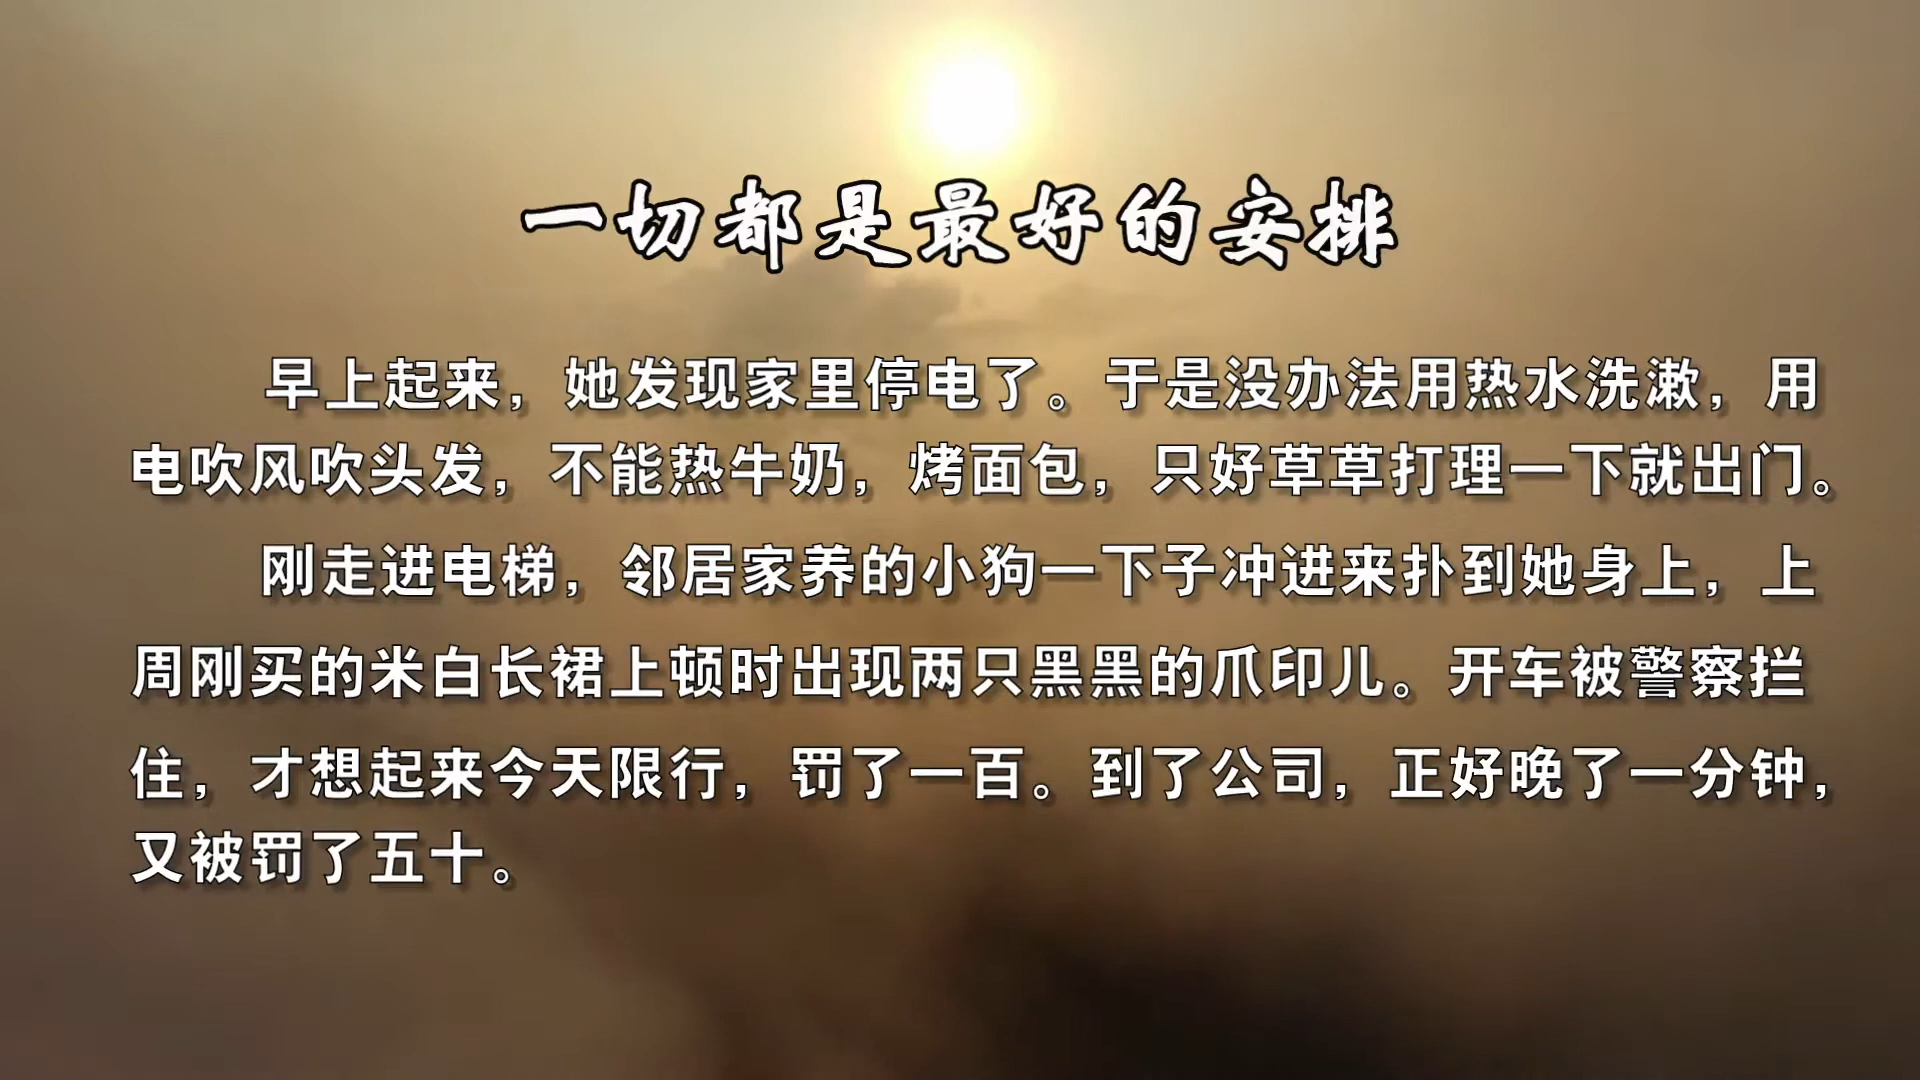 一切都是最好的安排
早上起来，她发现家里停电了。于是没办法用热水洗漱，用
电吹风吹头发，不能热牛奶，烤面包，只好草草打理一下就出门。
刚走进电梯，邻居家养的小狗一下子冲进来扑到她身上，上
周刚买的米白长裙上顿时出现两只黑黑的爪印儿。开车被警察拦
住，才想起来今天限行，罚了一百。到了公司，正好晚了一分钟，
又被罚了五十。